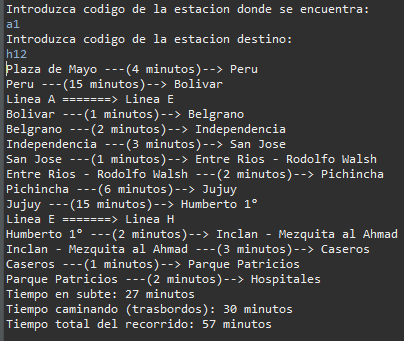 Introduzca codigo de la estacion donde se encuentra:
a1
Introduzca codigo de la estacion destino:
h12
Plaza de Mayo ---(4 minutos)--> Peru
Peru ---(15 minutos)--> Bolivar
Linea A =======> Linea E
Bolivar ---(1 minutos)--> Belgrano
Belgrano ---(2 minutos)--> Independencia
Independencia ---(3 minutos)--> San Jose
San Jose ---(1 minutos)--> Entre Rios - Rodolfo Walsh
Entre Rios - Rodolfo Walsh ---(2 minutos)--> Pichincha
Pichincha ---(6 minutos)--> Jujuy
Jujuy ---(15 minutos)--> Humberto 1º
Linea E =======> Linea H
Humberto 1º ---(2 minutos)--> Inclan - Mezquita al Ahmad
Inclan - Mezquita al Ahmad ---(3 minutos)--> Caseros
Caseros ---(1 minutos)--> Parque Patricios
Parque Patricios ---(2 minutos)--> Hospitales
Tiempo en subte: 27 minutos
Tiempo caminando (trasbordos): 30 minutos
Tiempo total del recorrido: 57 minutos